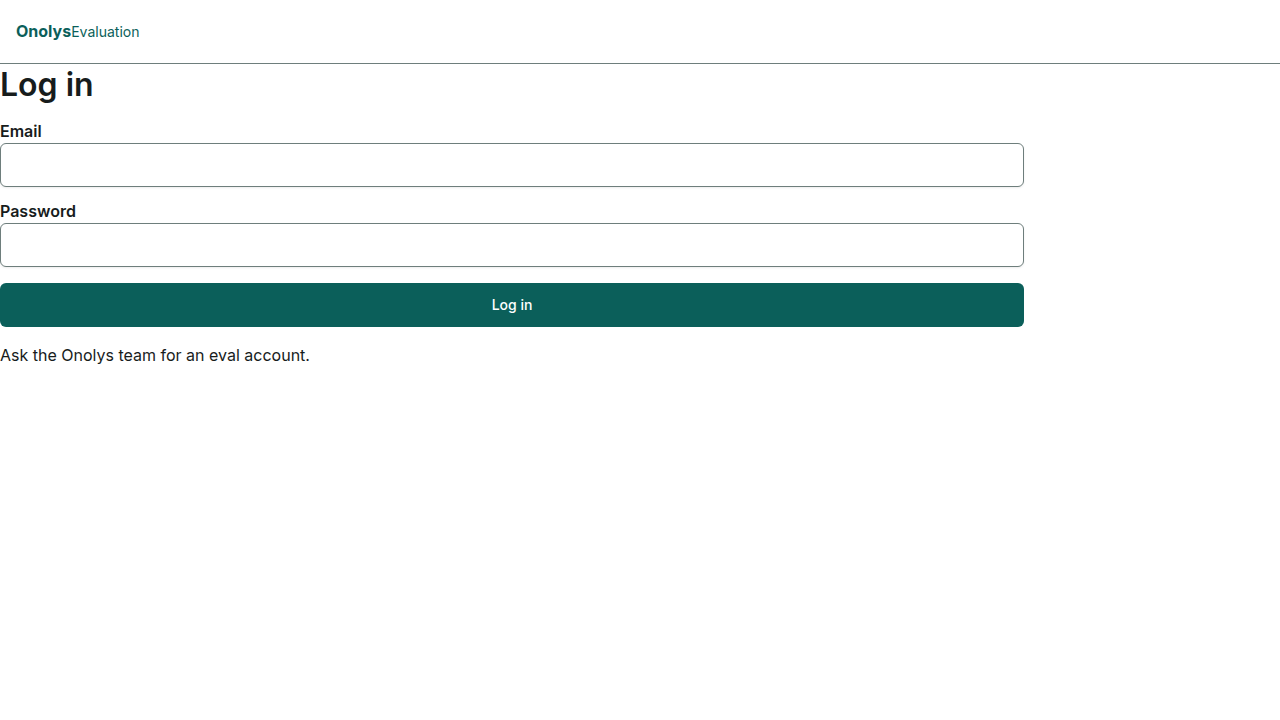 OnolysEvaluation
Log in
Email
Password
Log in
Ask the Onolys team for an eval account.